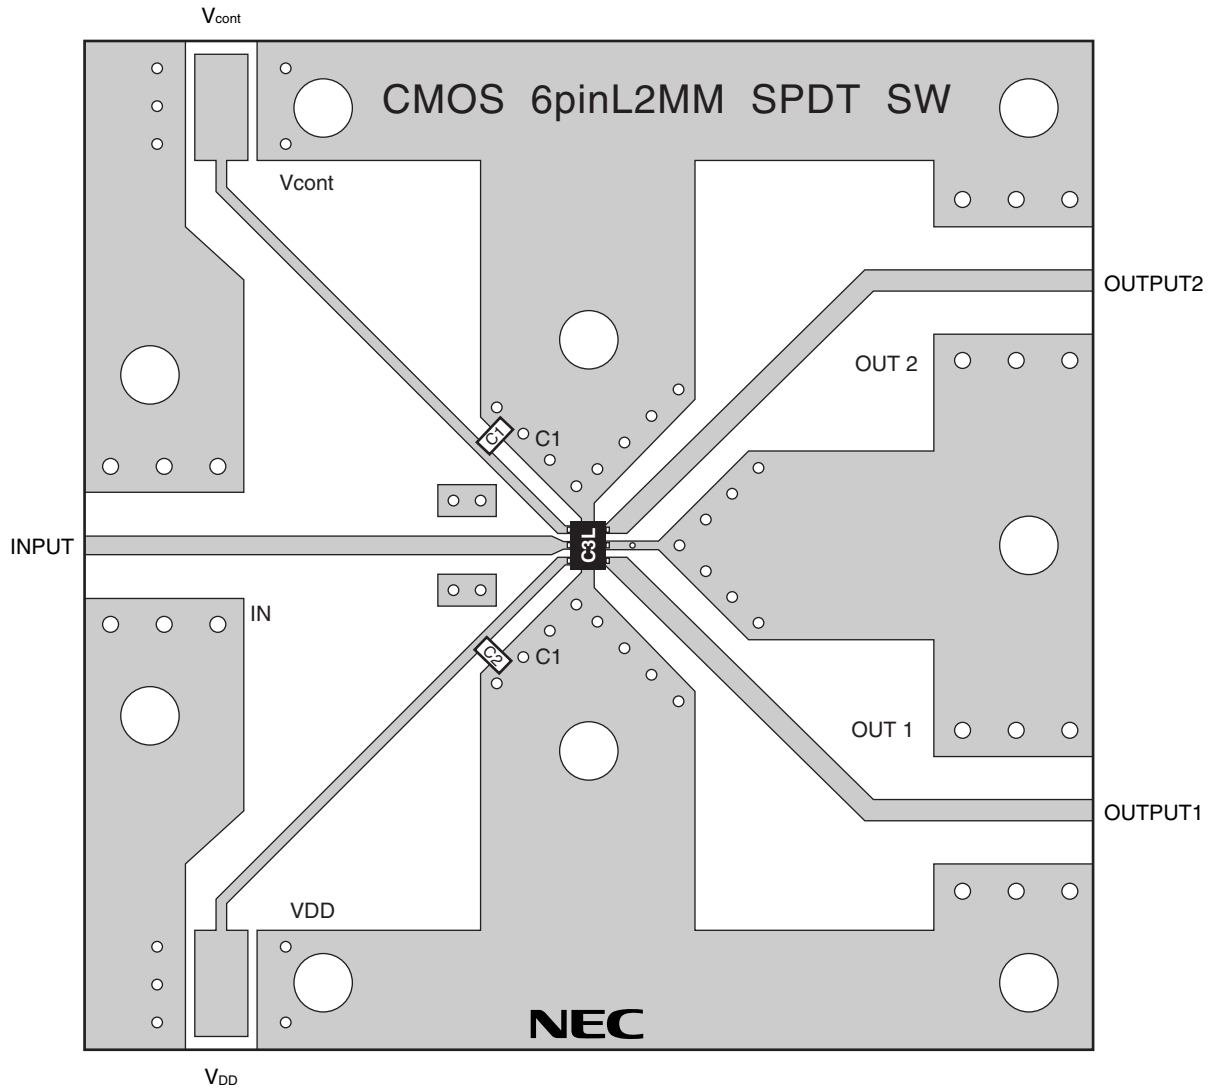 Vcont
CMOS 6pinL2MM SPDT SW
Vcont
OUTPUT2
OUT 2
C1
C1
INPUT
C3L
IN
C2
C1
OUT 1
OUTPUT1
VDD
NEC
VDD